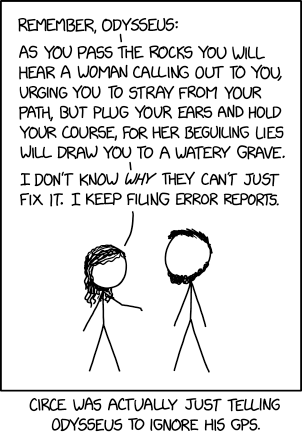 REMEMBER, ODYSSEUS:
AS YOU PASS THE ROCKS YOU WILL
HEAR A WOMAN CALLING OUT TO YOU,
URGING YOU TO STRAY FROM YOUR
PATH, BUT PLUG YOUR EARS AND HOLD
YOUR COURSE, FOR HER BEGUILING LIES
WILL DRAW YOU TO A WATERY GRAVE.
I DON'T KNOW WHY THEY CAN'T JUST
FIX IT. I KEEP FILING ERROR REPORTS.
CIRCE WAS ACTUALLY JUST TELLING
ODYSSEUS TO IGNORE HIS GPS.